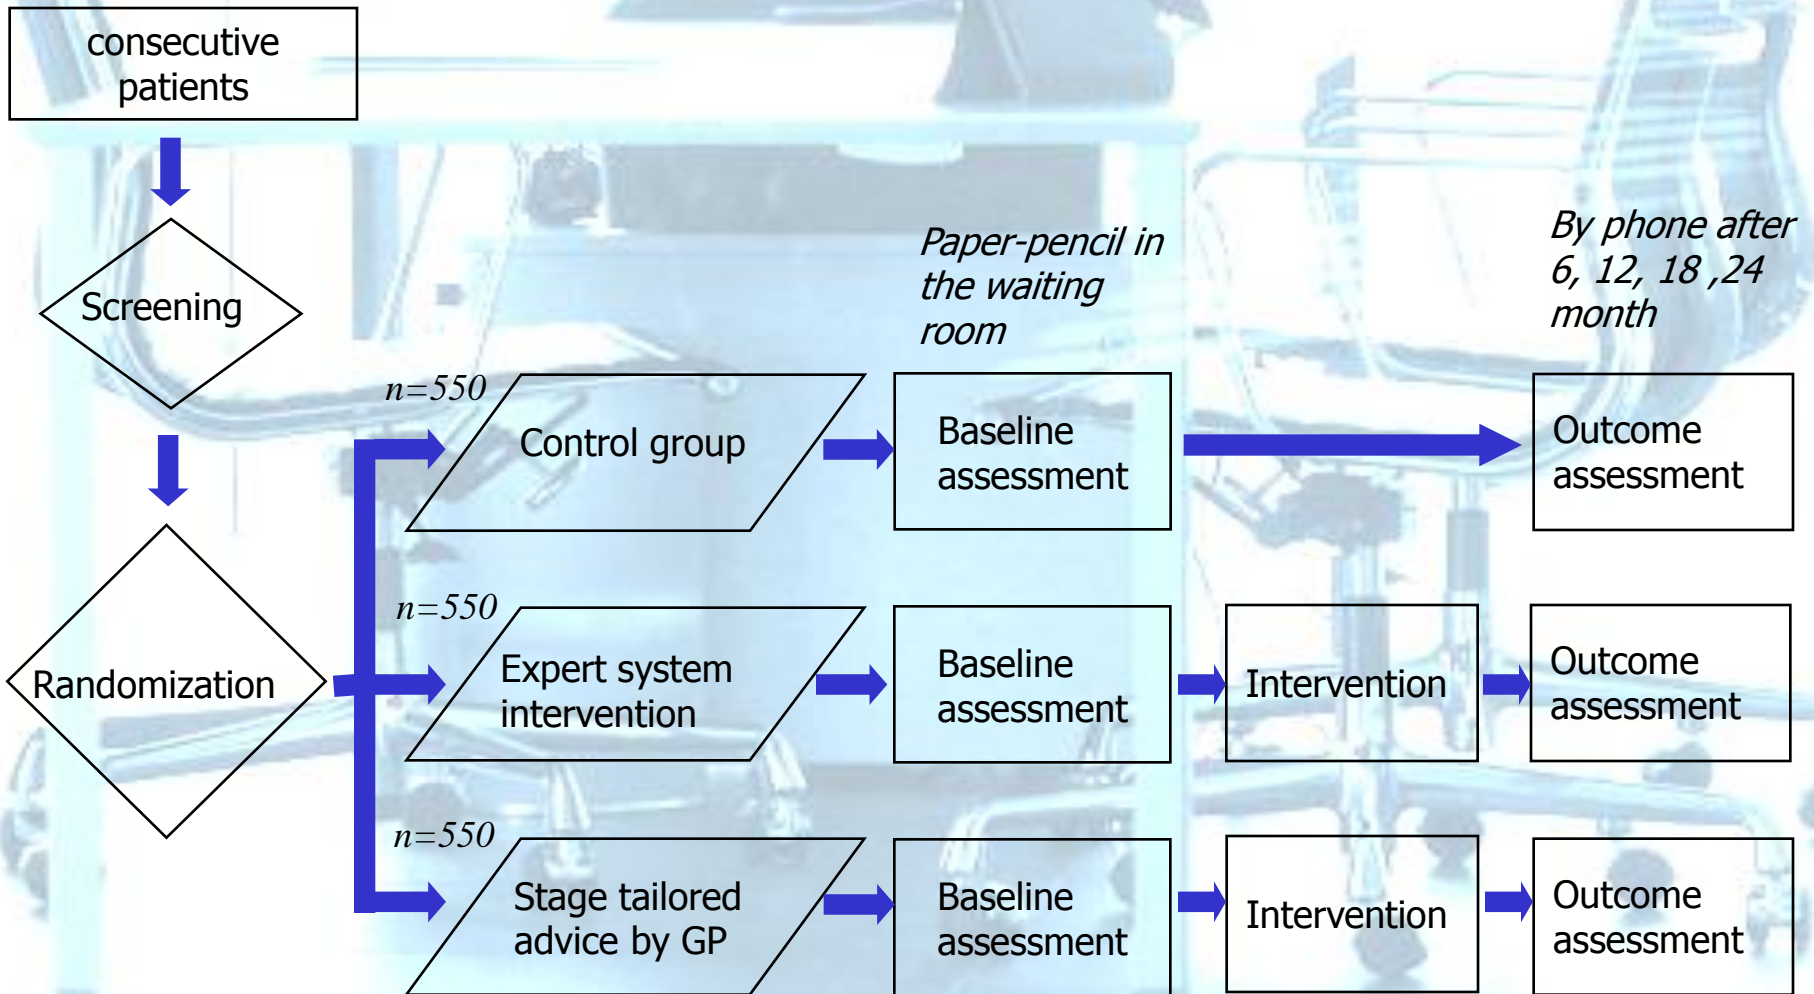 consecutive
patients
Screening
Randomization
Paper-pencil in
the waiting
room
By phone after
6, 12, 18 ,24
month
n=550
Control group
Baseline
assessment
Outcome
assessment
n=550
Expert system
intervention
Baseline
assessment
Intervention
Outcome
assessment
n=550
Stage tailored
advice by GP
Baseline
assessment
Intervention
Outcome
assessment